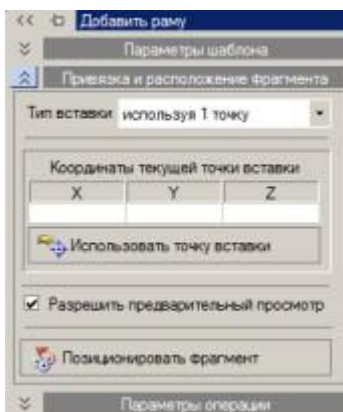 Добавить раму
Параметры шаблона
Привязка и расположение фрагмента
Тип вставки используя 1 точку
Координаты текущей точки вставки
X Y Z
Использовать точку вставки
Разрешить предварительный просмотр
Позиционировать фрагмент
Параметры операции